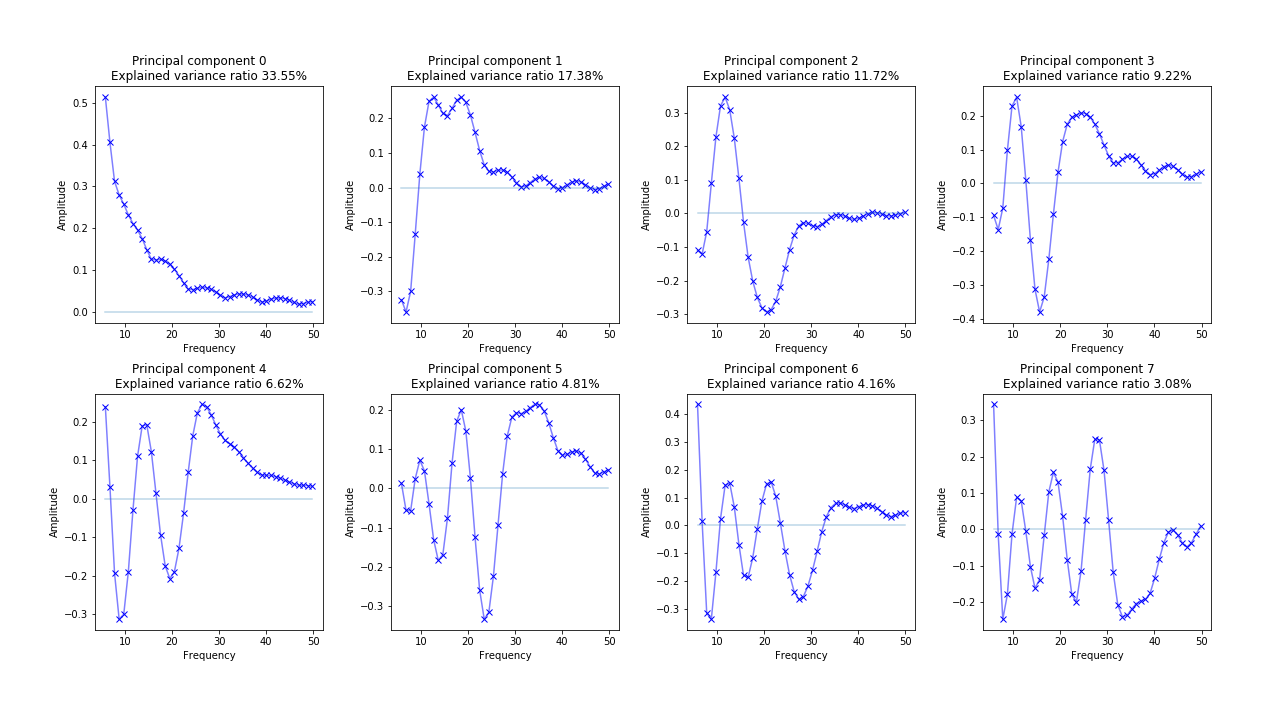 Principal component 0
Explained variance ratio 33.55%
Amplitude
0.5
0.4
0.3
0.2
0.1
0.0
10 20 30 40 50
Frequency
Principal component 1
Explained variance ratio 17.38%
Amplitude
0.2
0.1
0.0
−0.1
−0.2
−0.3
10 20 30 40 50
Frequency
Principal component 2
Explained variance ratio 11.72%
Amplitude
0.3
0.2
0.1
0.0
−0.1
−0.2
−0.3
10 20 30 40 50
Frequency
Principal component 3
Explained variance ratio 9.22%
Amplitude
0.2
0.1
0.0
−0.1
−0.2
−0.3
−0.4
10 20 30 40 50
Frequency
Principal component 4
Explained variance ratio 6.62%
Amplitude
0.2
0.1
0.0
−0.1
−0.2
−0.3
10 20 30 40 50
Frequency
Principal component 5
Explained variance ratio 4.81%
Amplitude
0.2
0.1
0.0
−0.1
−0.2
−0.3
10 20 30 40 50
Frequency
Principal component 6
Explained variance ratio 4.16%
Amplitude
0.4
0.3
0.2
0.1
0.0
−0.1
−0.2
−0.3
10 20 30 40 50
Frequency
Principal component 7
Explained variance ratio 3.08%
Amplitude
0.3
0.2
0.1
0.0
−0.1
−0.2
10 20 30 40 50
Frequency